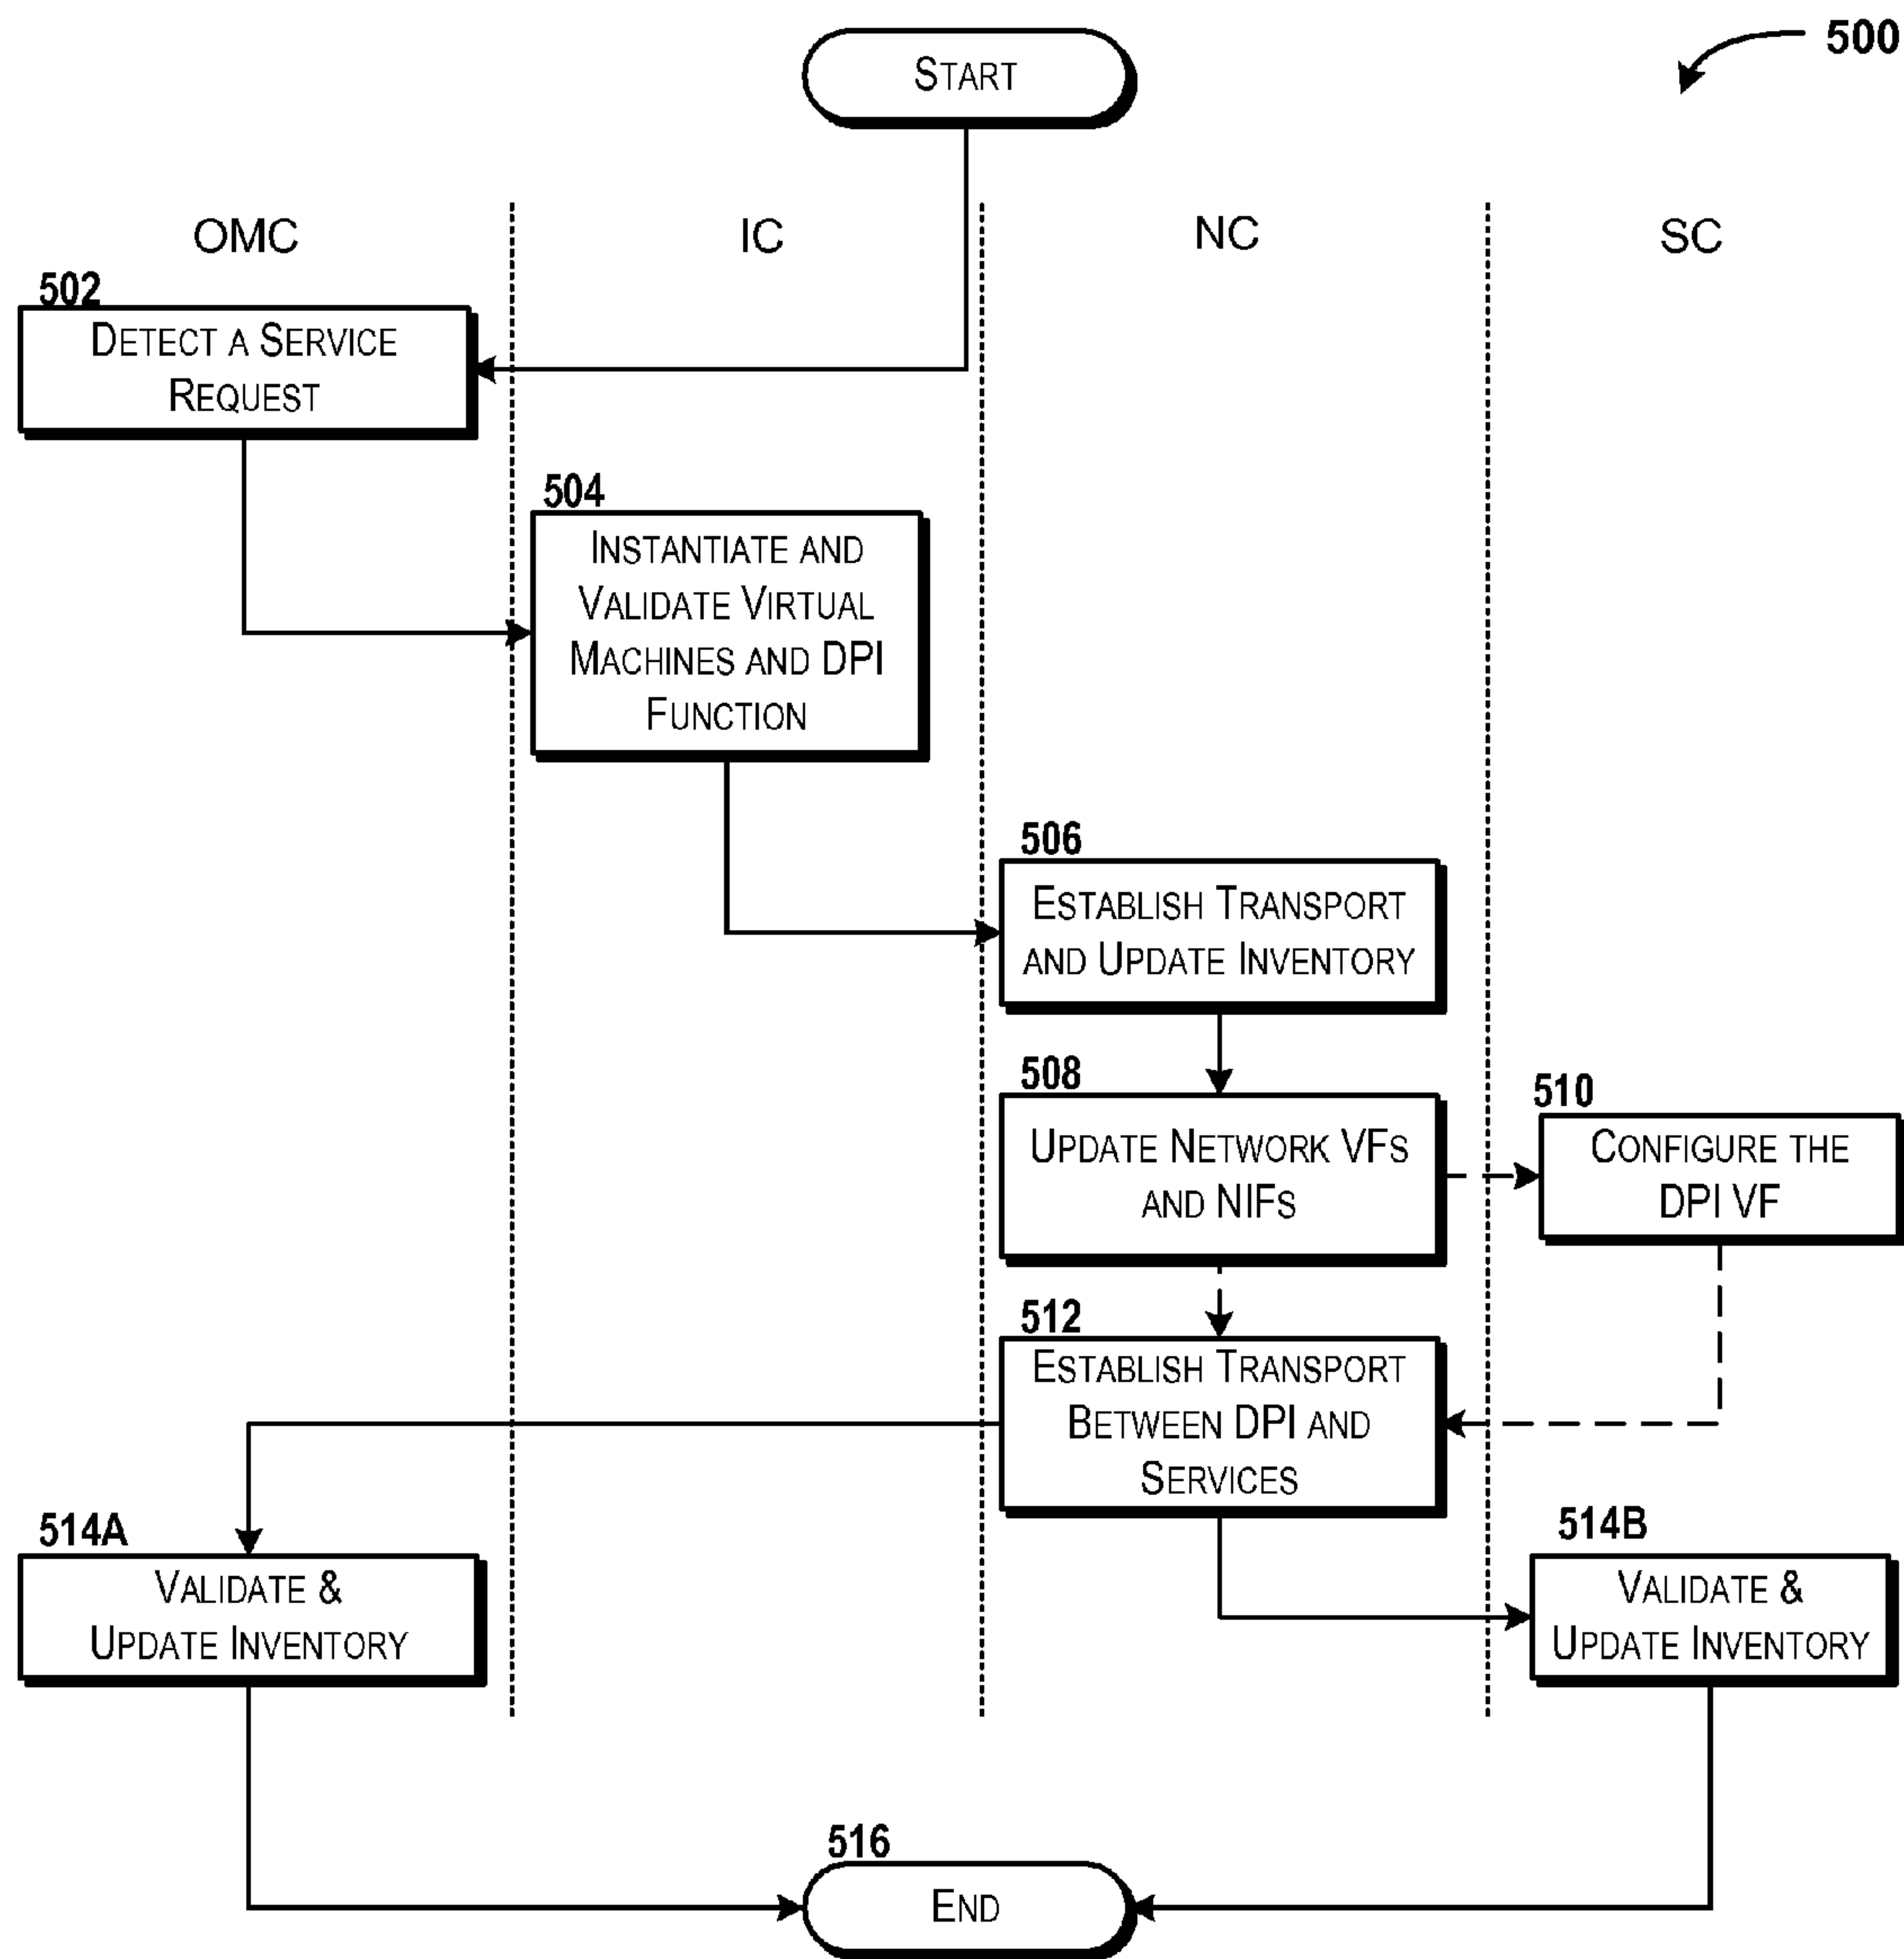 500
START
OMC
IC
NC
SC
502
DETECT A SERVICE
REQUEST
504
INSTANTIATE AND
VALIDATE VIRTUAL
MACHINES AND DPI
FUNCTION
506
ESTABLISH TRANSPORT
AND UPDATE INVENTORY
508
UPDATE NETWORK VFS
AND NIFS
510
CONFIGURE THE
DPI VF
512
ESTABLISH TRANSPORT
BETWEEN DPI AND
SERVICES
514A
VALIDATE &
UPDATE INVENTORY
514B
VALIDATE &
UPDATE INVENTORY
516
END